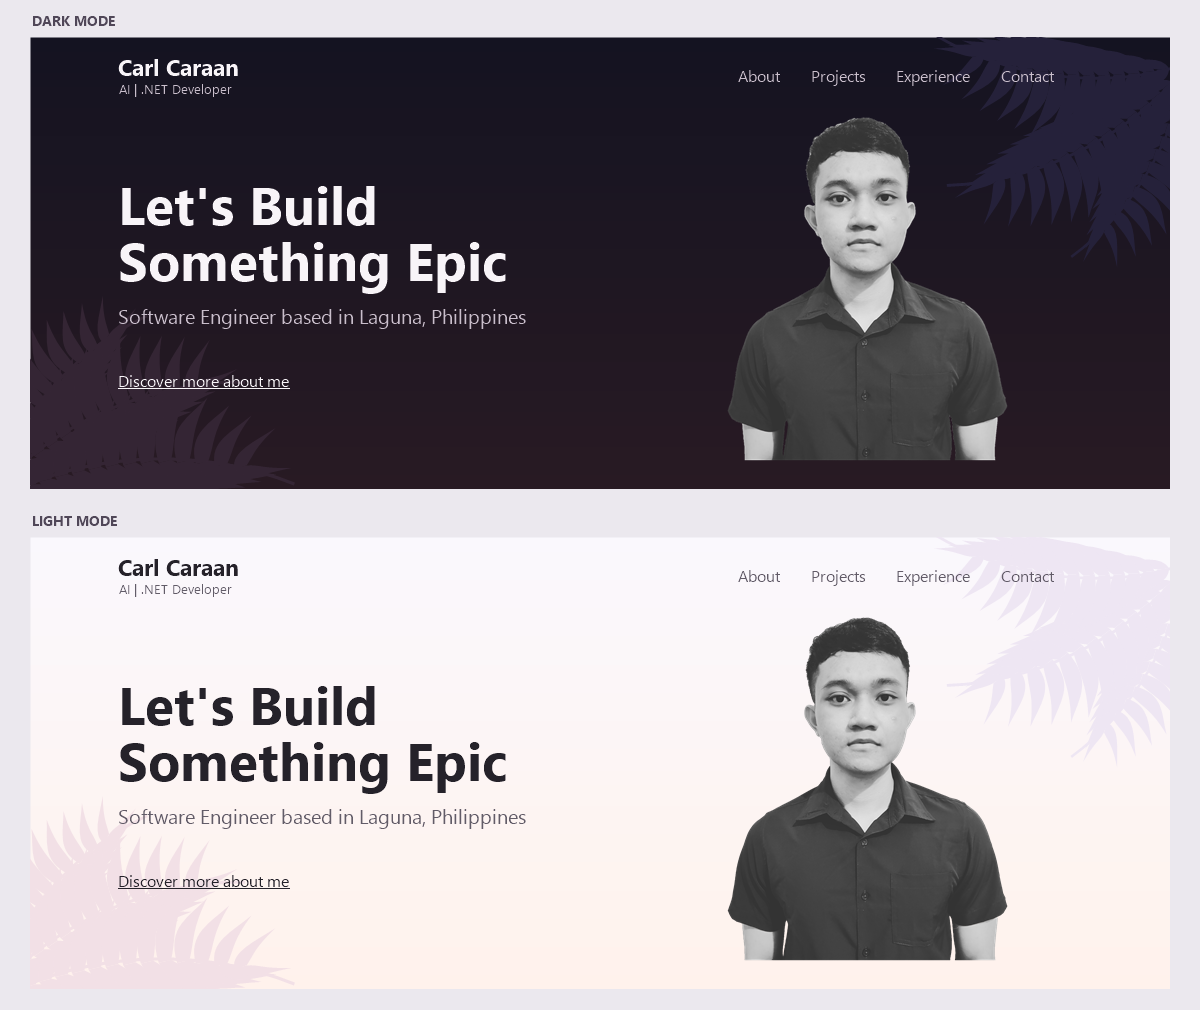 DARK MODE
Carl Caraan
AI | .NET Developer
About Projects Experience Contact
Let's Build
Something Epic
Software Engineer based in Laguna, Philippines
Discover more about me
LIGHT MODE
Carl Caraan
AI | .NET Developer
About Projects Experience Contact
Let's Build
Something Epic
Software Engineer based in Laguna, Philippines
Discover more about me